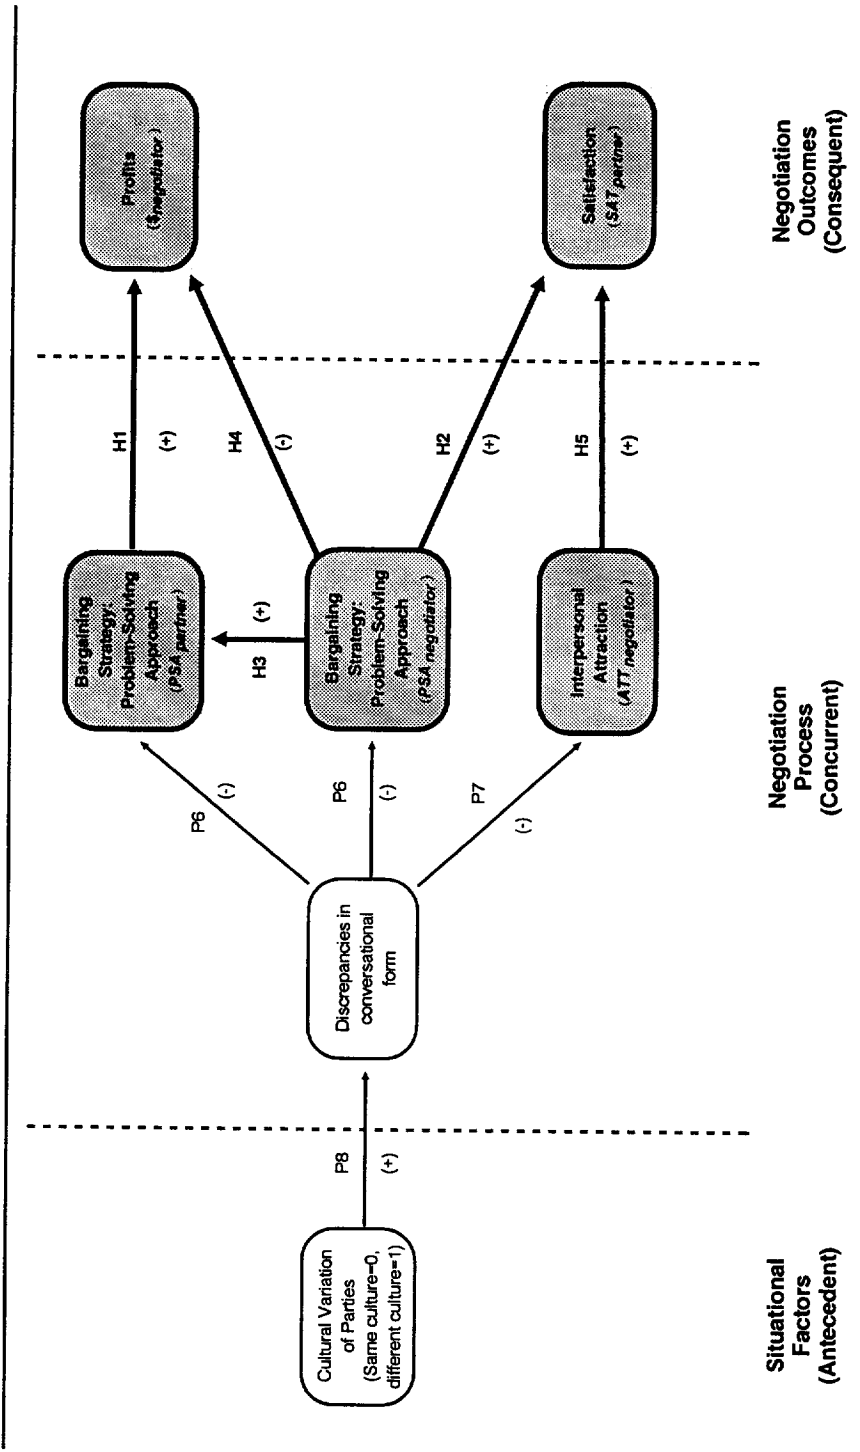 Cultural Variation
of Parties
(Same culture=0,
different culture=1)
P8
(+)
Discrepancies in
conversational
form
P6
(-)
P6
(-)
P7
(-)
Bargaining
Strategy:
Problem-Solving
Approach
(PSA partner)
H3
(+)
Bargaining
Strategy:
Problem-Solving
Approach
(PSA negotiator)
Interpersonal
Attraction
(ATT negotiator)
H1
(+)
H4
(-)
H2
(+)
H5
(+)
Profits
($negotiator)
Satisfaction
(SAT partner)
Situational
Factors
(Antecedent)
Negotiation
Process
(Concurrent)
Negotiation
Outcomes
(Consequent)